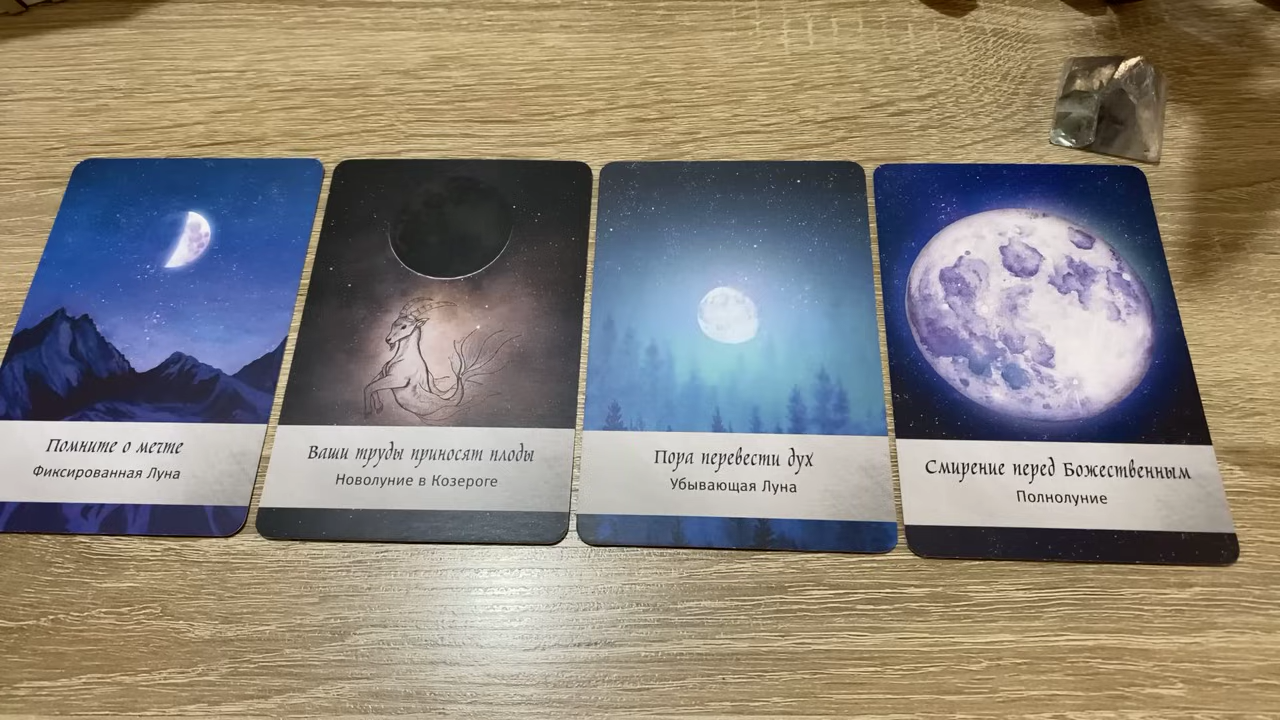 Помните о мечте
Фиксированная Луна
Ваши труды приносят плоды
Новолуние в Козероге
Пора перевести дух
Убывающая Луна
Смирение перед Божественным
Полнолуние